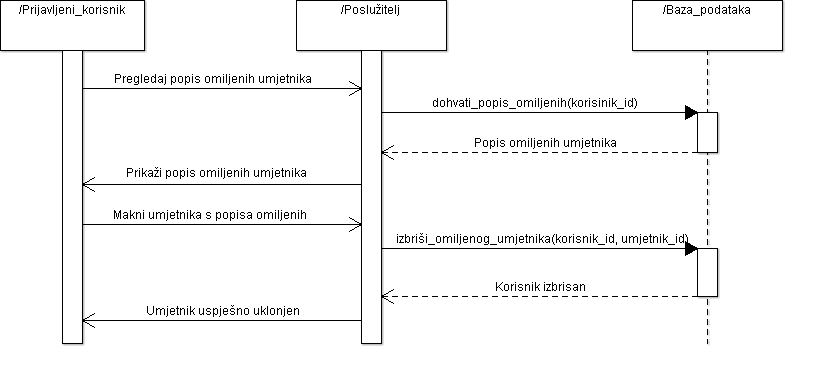 /Prijavljeni_korisnik
/Poslužitelj
/Baza_podataka
Pregledaj popis omiljenih umjetnika
dohvati_popis_omiljenih(korisinik_id)
Popis omiljenih umjetnika
Prikaži popis omiljenih umjetnika
Makni umjetnika s popisa omiljenih
izbriši_omiljenog_umjetnika(korisnik_id, umjetnik_id)
Korisnik izbrisan
Umjetnik uspješno uklonjen